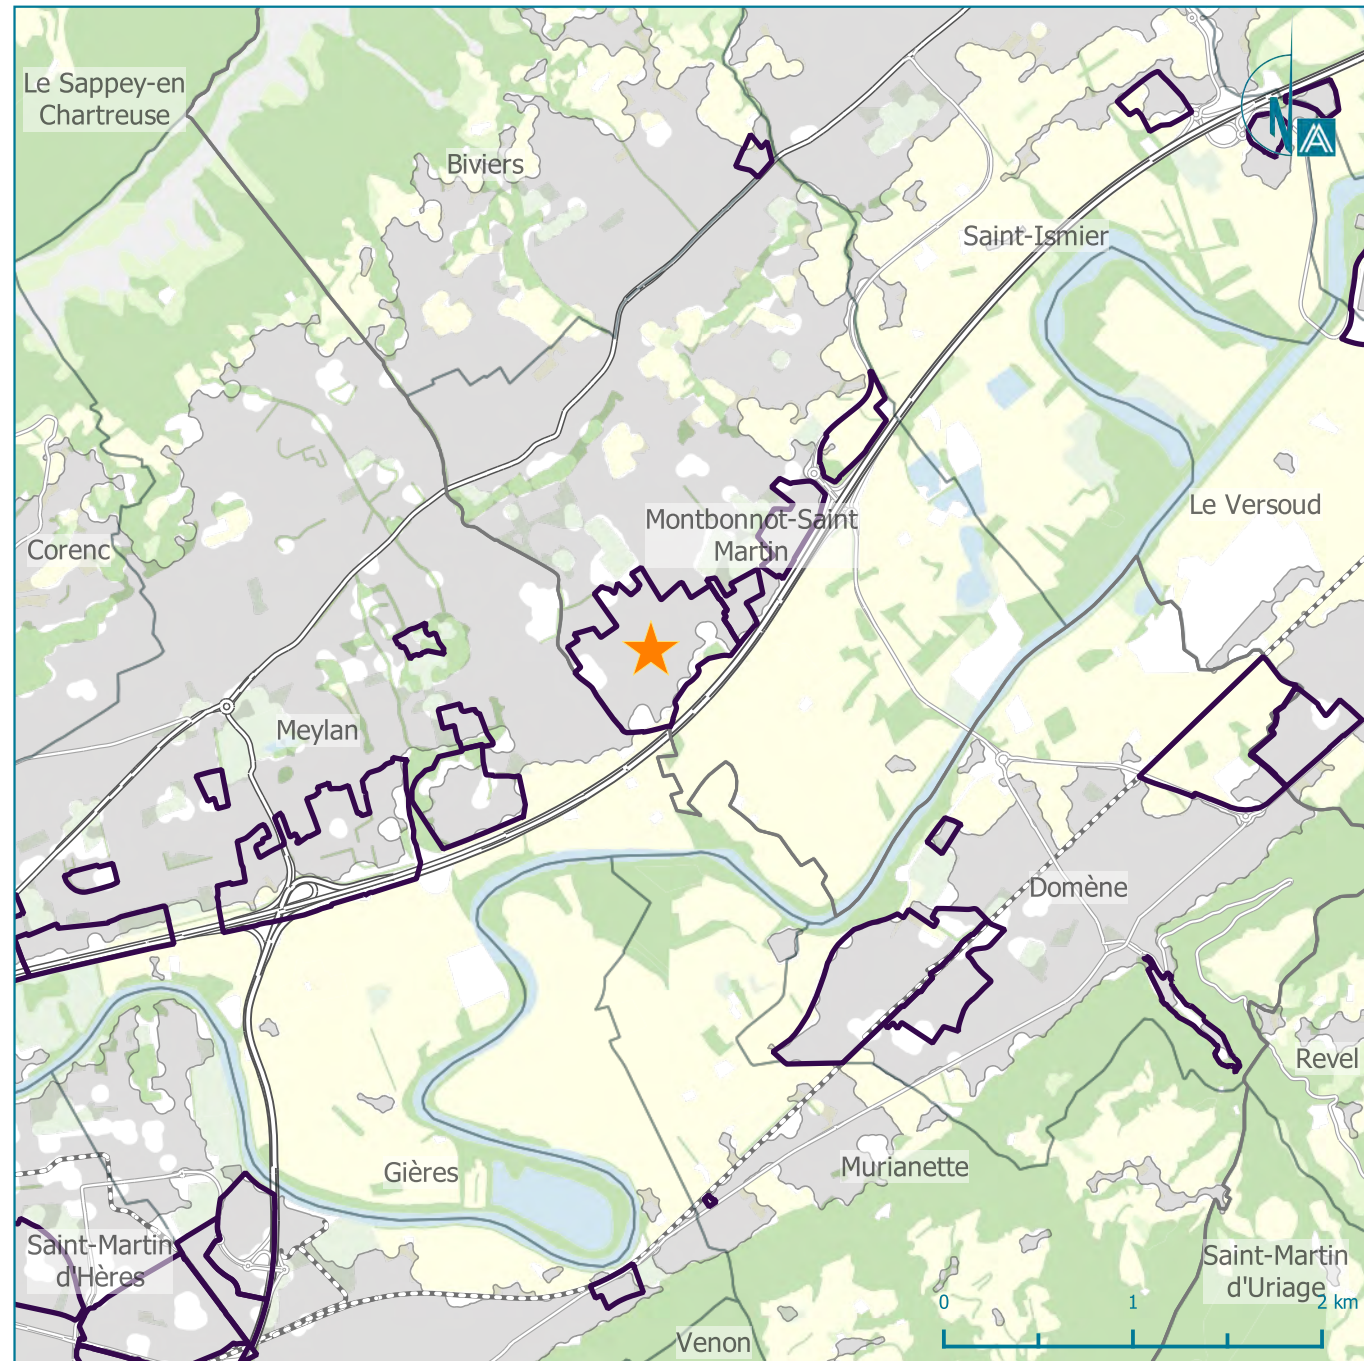 Le Sappey-en
Chartreuse
Biviers
N
Saint-Ismier
Montbonnot-Saint
Martin
Le Versoud
Corenc
Meylan
Domène
Revel
Gières
Murianette
Saint-Martin
d'Hères
Saint-Martin
d'Uriage
0 1 2 km
Venon